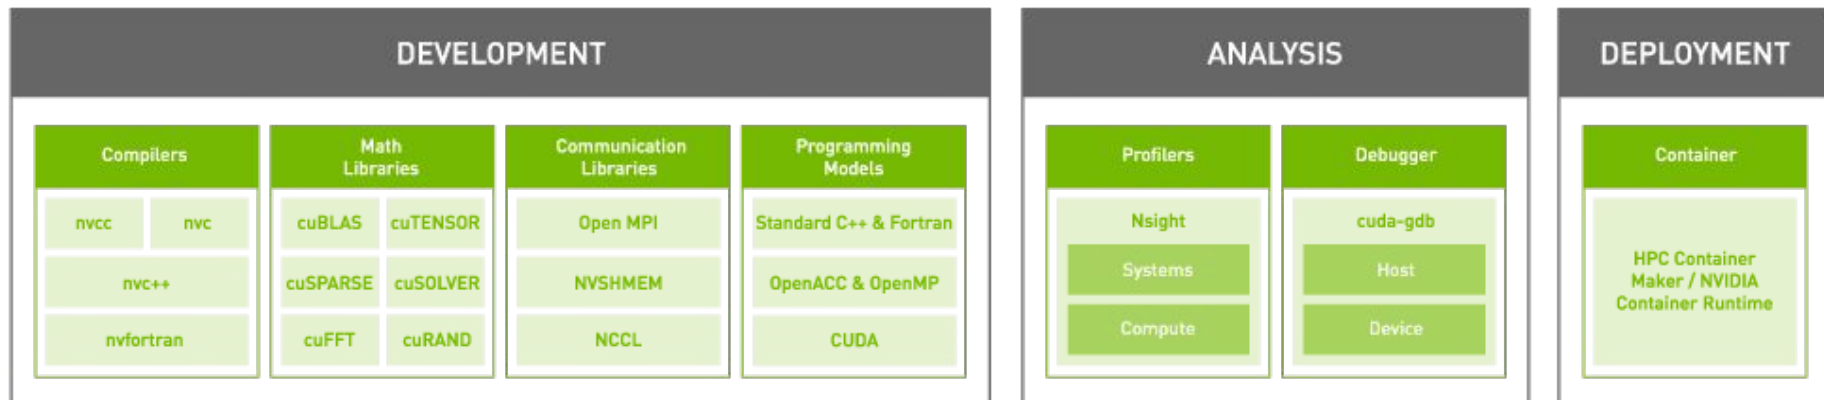 DEVELOPMENT
Compilers
nvcc
nvc
nvc++
nvfortran
Math
Libraries
cuBLAS
cuTENSOR
cuSPARSE
cuSOLVER
cuFFT
cuRAND
Communication
Libraries
Open MPI
NVSHMEM
NCCL
Programming
Models
Standard C++ & Fortran
OpenACC & OpenMP
CUDA
ANALYSIS
Profilers
Nsight
Systems
Compute
Debugger
cuda-gdb
Host
Device
DEPLOYMENT
Container
HPC Container
Maker / NVIDIA
Container Runtime